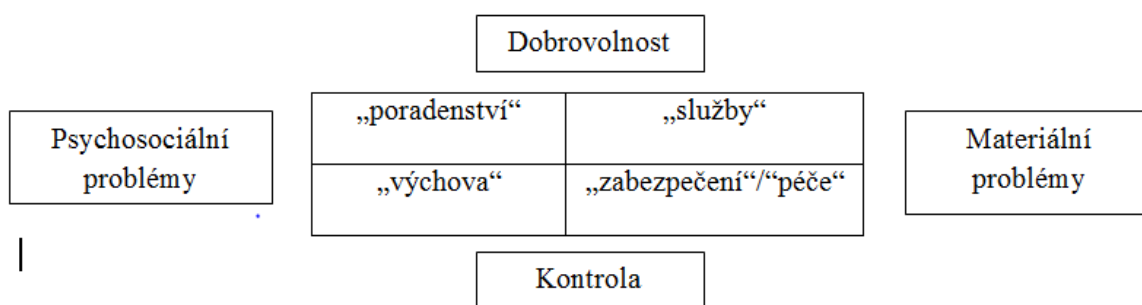 Dobrovolnost
„poradenství“
„služby“
Psychosociální
problémy
Materiální
problémy
„výchova“
„zabezpečení“/“péče“
Kontrola